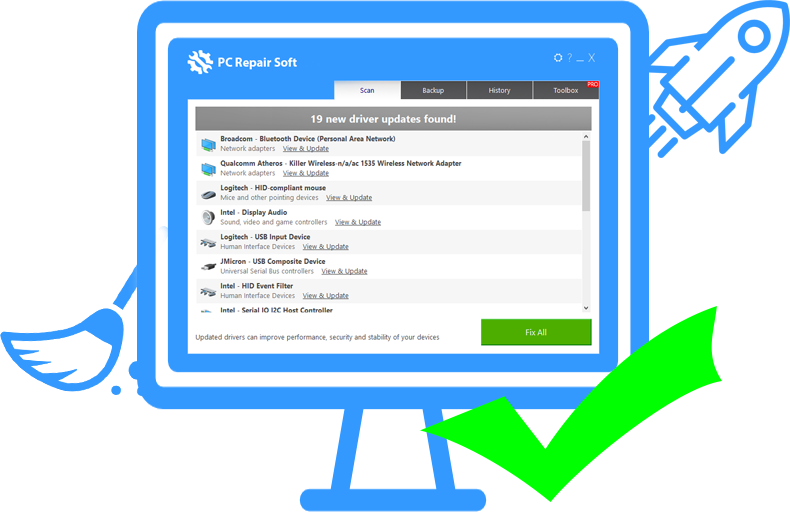 PC Repair Soft
?
X
Scan
Backup
History
Toolbox
PRO
19 new driver updates found!
Broadcom - Bluetooth Device (Personal Area Network)
Network adapters View & Update
Qualcomm Atheros - Killer Wireless-n/a/ac 1535 Wireless Network Adapter
Network adapters View & Update
Logitech - HID-compliant mouse
Mice and other pointing devices View & Update
Intel - Display Audio
Sound, video and game controllers View & Update
Logitech - USB Input Device
Human Interface Devices View & Update
JMicron - USB Composite Device
Universal Serial Bus controllers View & Update
Intel - HID Event Filter
Human Interface Devices View & Update
Intel - Serial IO I2C Host Controller
Updated drivers can improve performance, security and stability of your devices
Fix All